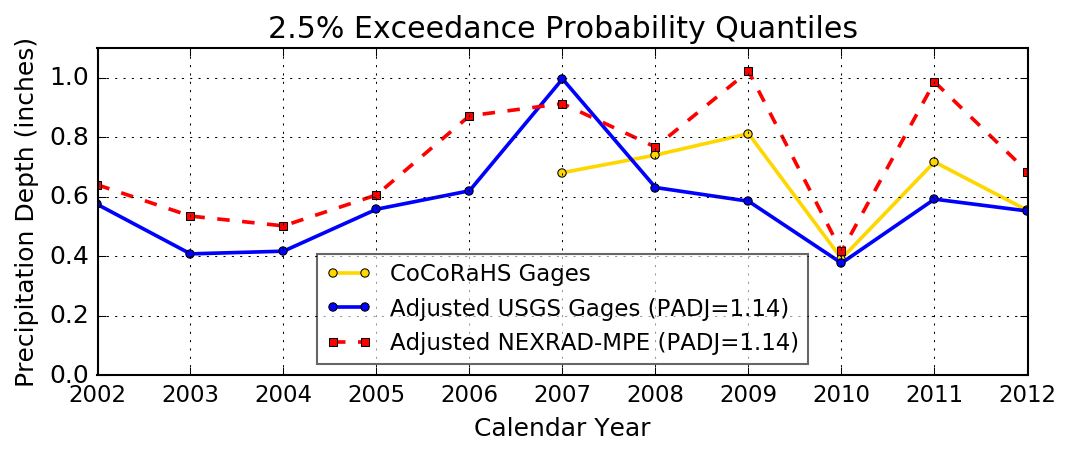 2.5% Exceedance Probability Quantiles
Precipitation Depth (inches)
1.0
0.8
0.6
0.4
0.2
0.0
CoCoRaHS Gages
Adjusted USGS Gages (PADJ=1.14)
Adjusted NEXRAD-MPE (PADJ=1.14)
2002 2003 2004 2005 2006 2007 2008 2009 2010 2011 2012
Calendar Year